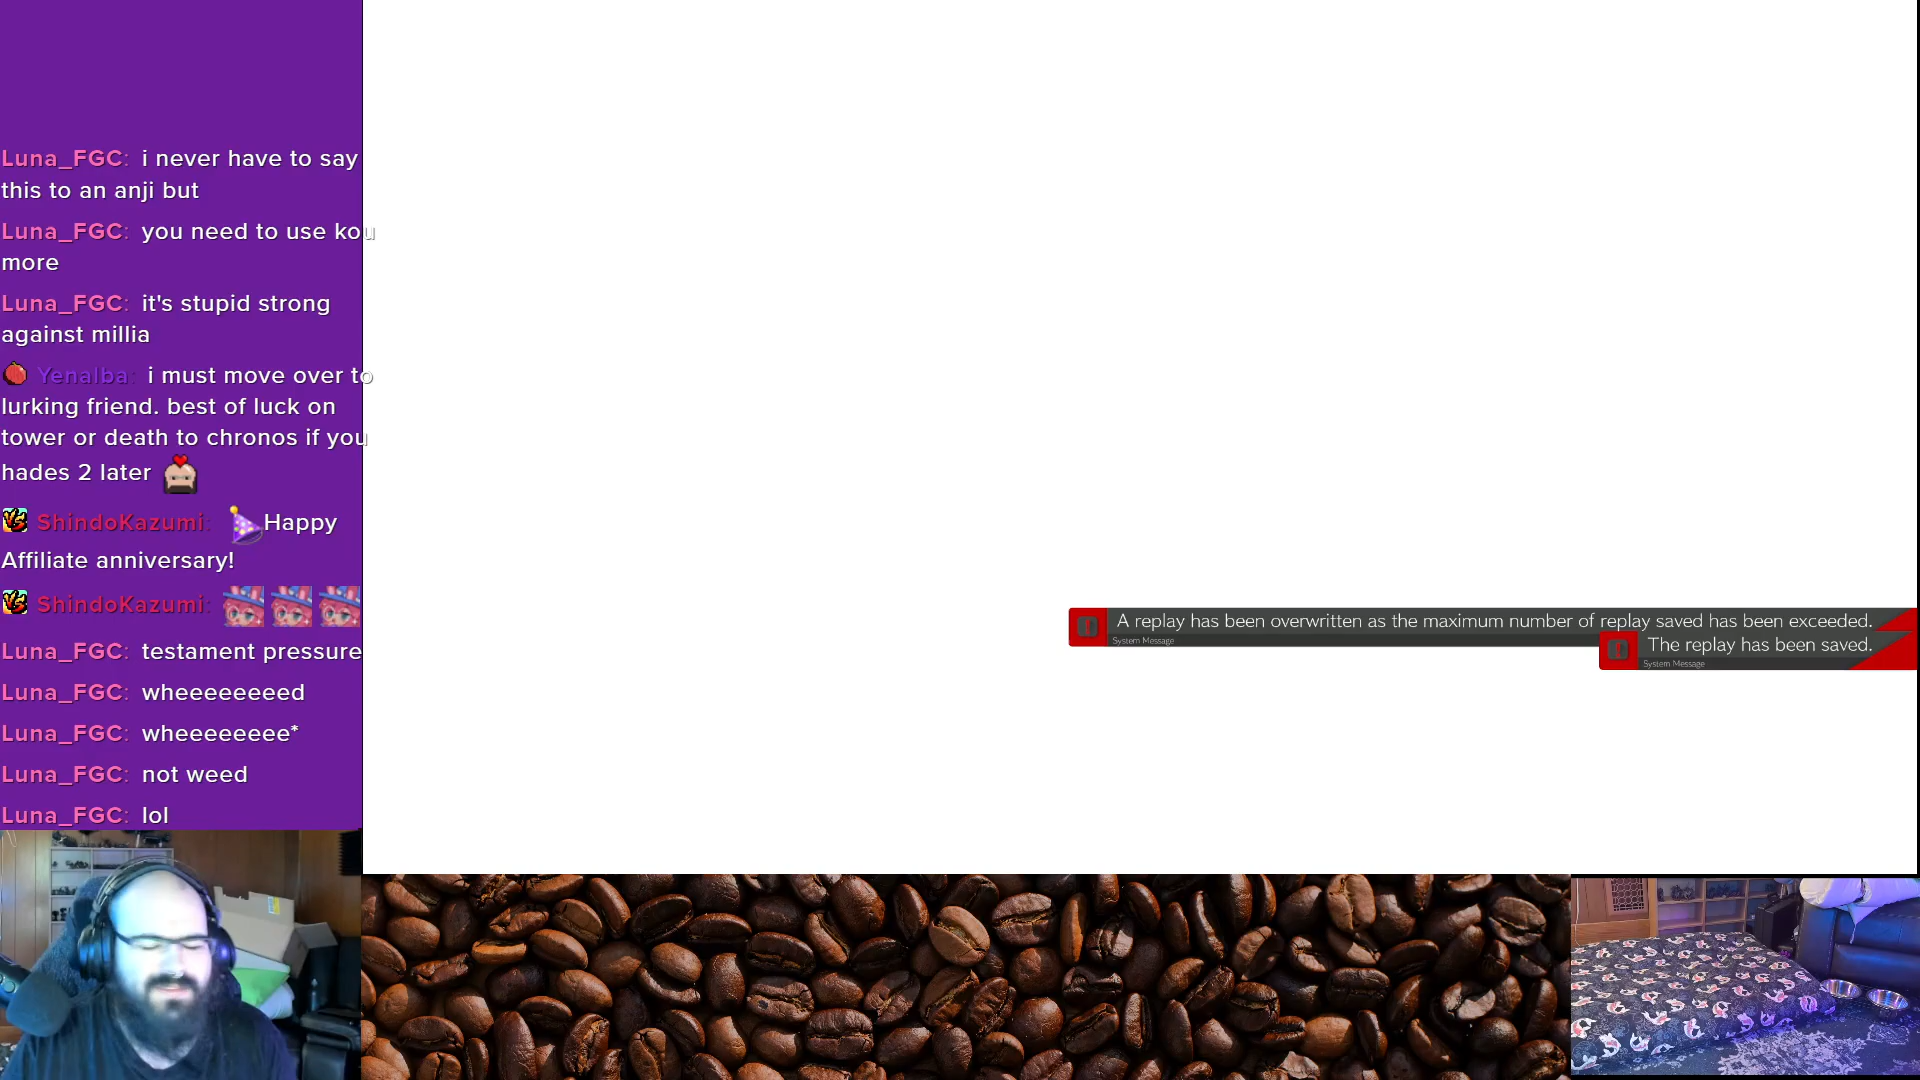 Luna_FGC: i never have to say
this to an anji but
Luna_FGC: you need to use kou
more
Luna_FGC: it's stupid strong
against millia
Yenalba: i must move over to
lurking friend. best of luck on
tower or death to chronos if you
hades 2 later
ShindoKazumi: Happy
Affiliate anniversary!
ShindoKazumi:
Luna_FGC: testament pressure
Luna_FGC: wheeeeeeeed
Luna_FGC: wheeeeeeee*
Luna_FGC: not weed
Luna_FGC: lol
A replay has been overwritten as the maximum number of replay saved has been exceeded.
System Message
The replay has been saved.
System Message